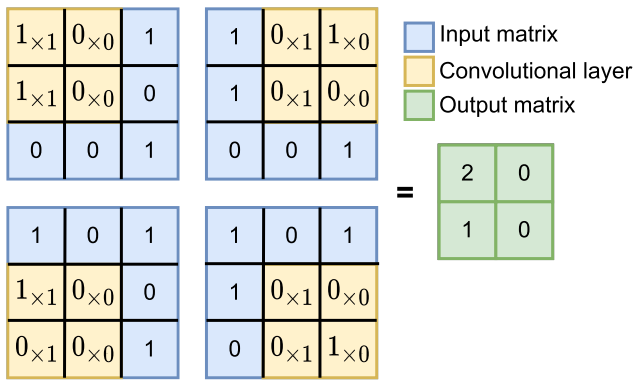 1×1 0×0 1
1×1 0×0 0
0 0 1
1 0×1 1×0
1 0×1 0×0
0 0 1
Input matrix
Convolutional layer
Output matrix
1 0 1
1×1 0×0 0
0×1 0×0 1
1 0 1
1 0×1 0×0
0 0×1 1×0
=
2 0
1 0